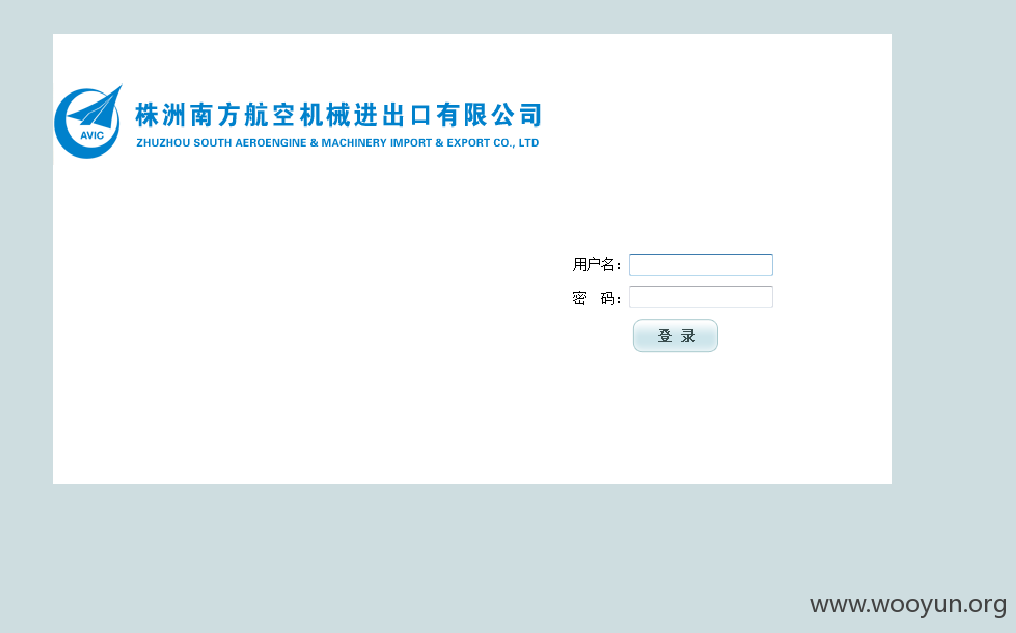 株洲南方航空机械进出口有限公司
AVIC
ZHUZHOU SOUTH AEROENGINE & MACHINERY IMPORT & EXPORT CO., LTD
用户名：
密　码：
登 录
www.wooyun.org